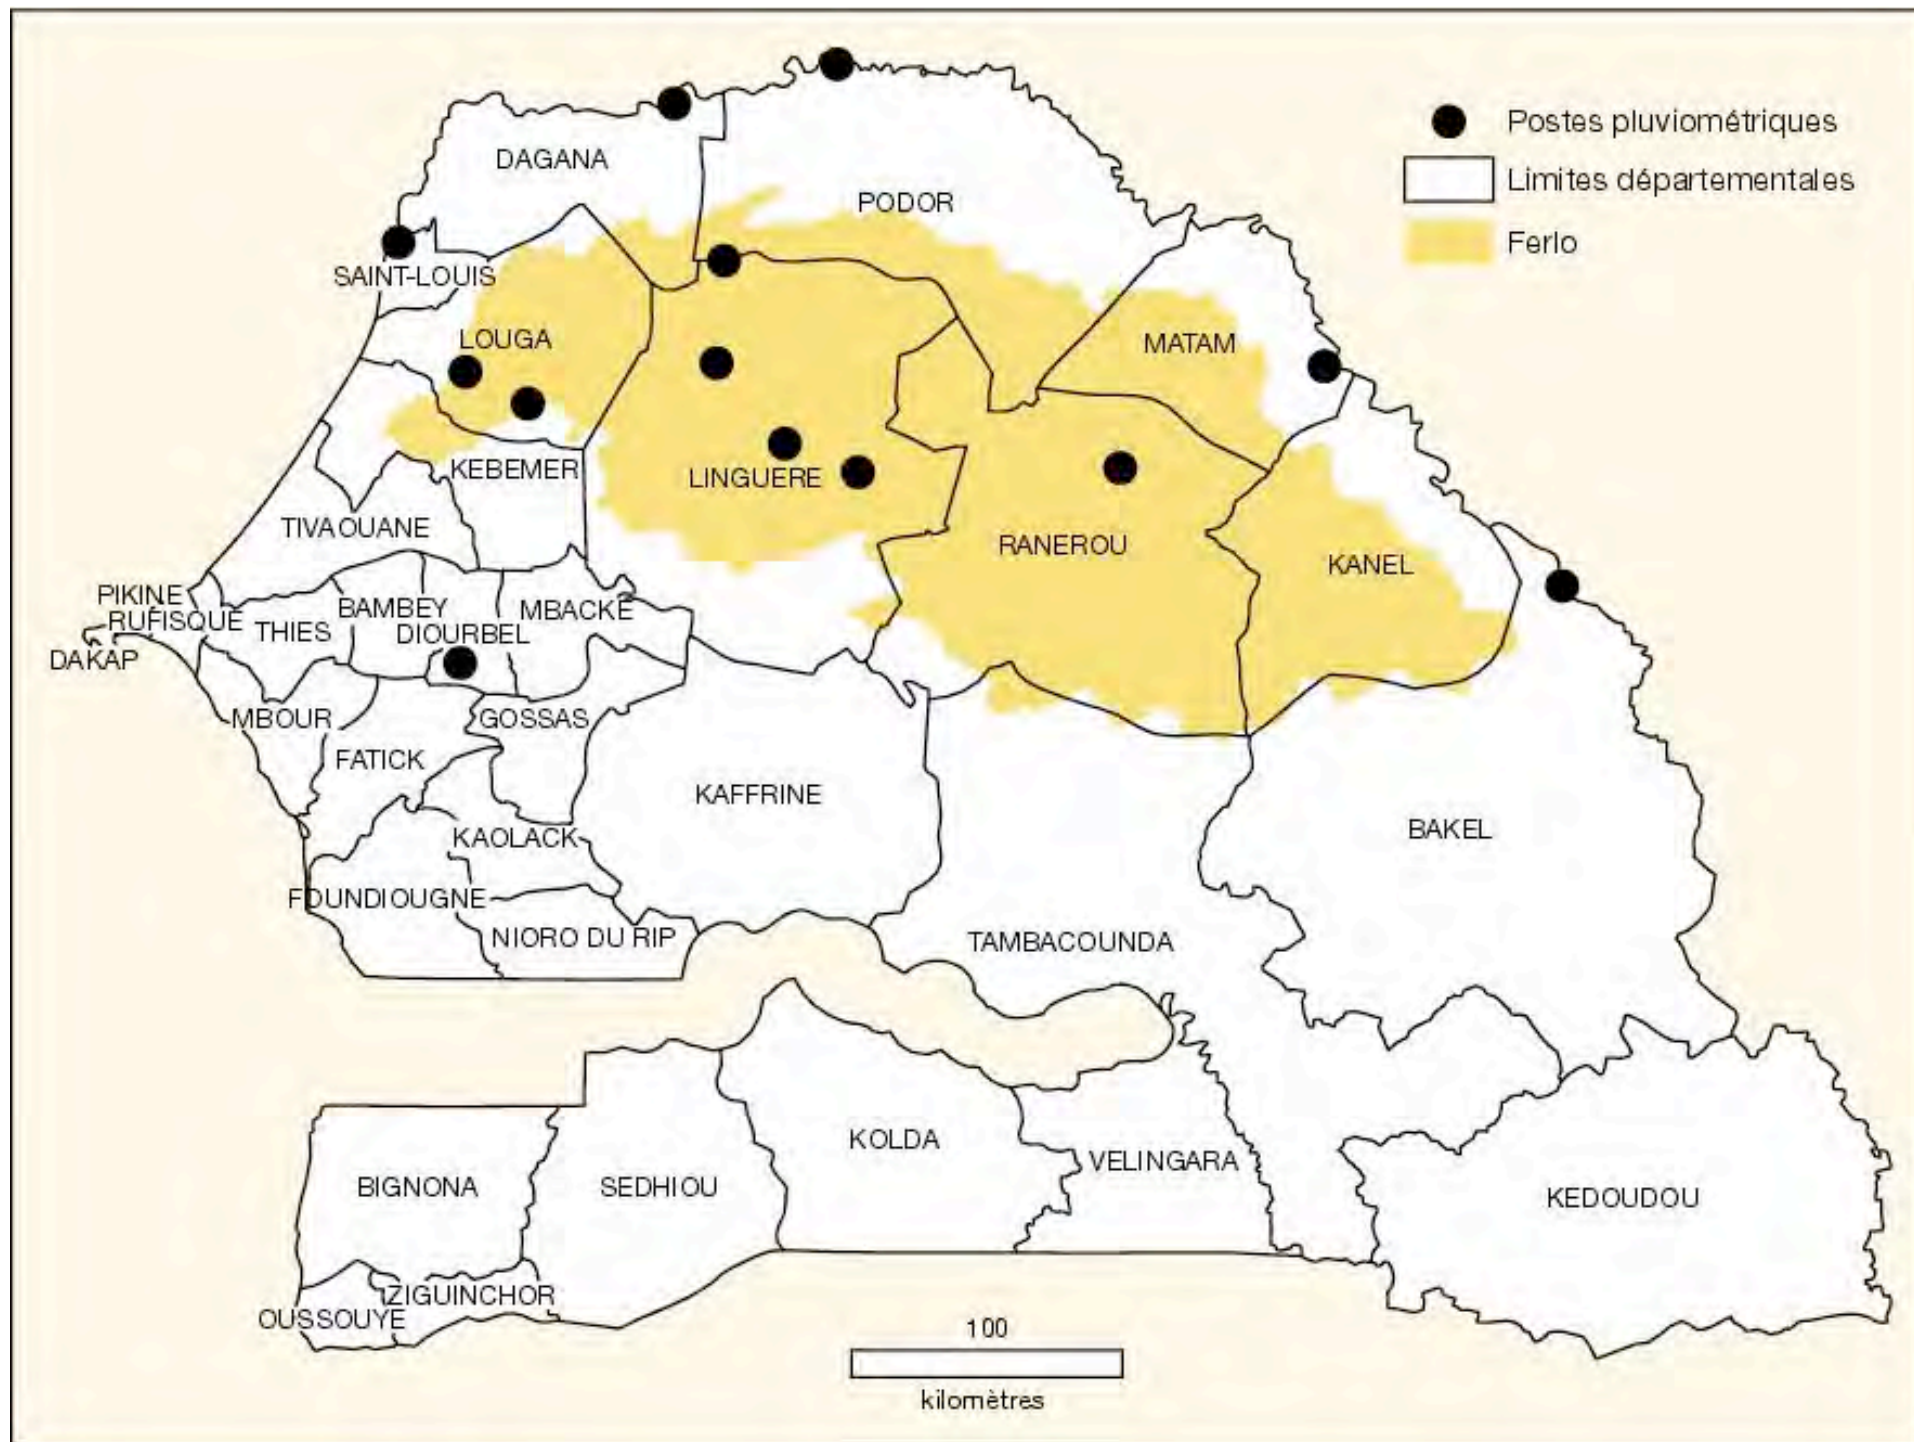 Postes pluviométriques
Limites départementales
Ferlo
DAGANA
PODOR
SAINT-LOUIS
LOUGA
MATAM
KEBEMER
LINGUERE
TIVAOUANE
RANEROU
KANEL
PIKINE
RUFISQUE
BAMBEY
MBACKE
THIES
DIOURBEL
DAKAP
MBOUR
GOSSAS
FATICK
KAFFRINE
KAOLACK
BAKEL
FOUNDIOUGNE
NIORO DU RIP
TAMBACOUNDA
KOLDA
VELINGARA
BIGNONA
SEDHIOU
KEDOUDOU
ZIGUINCHOR
OUSSOUYE
100
kilomètres